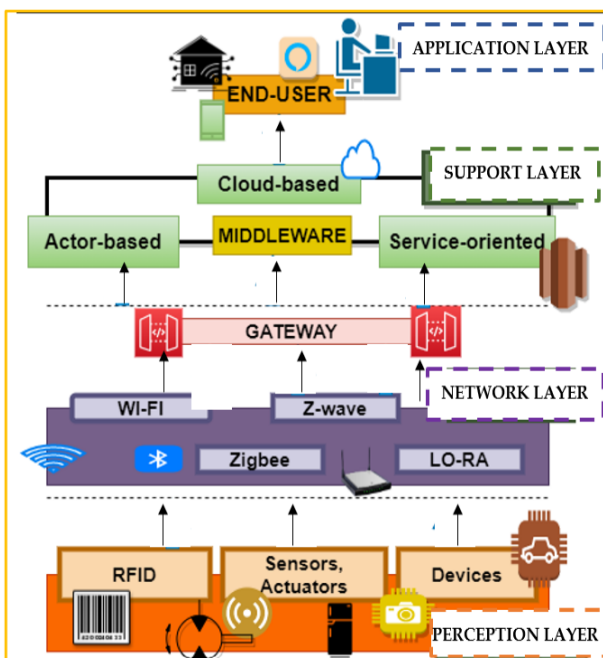 APPLICATION LAYER
END-USER
SUPPORT LAYER
Cloud-based
Actor-based
MIDDLEWARE
Service-oriented
GATEWAY
NETWORK LAYER
WI-FI
Z-wave
Zigbee
LO-RA
RFID
Sensors,
Actuators
Devices
PERCEPTION LAYER